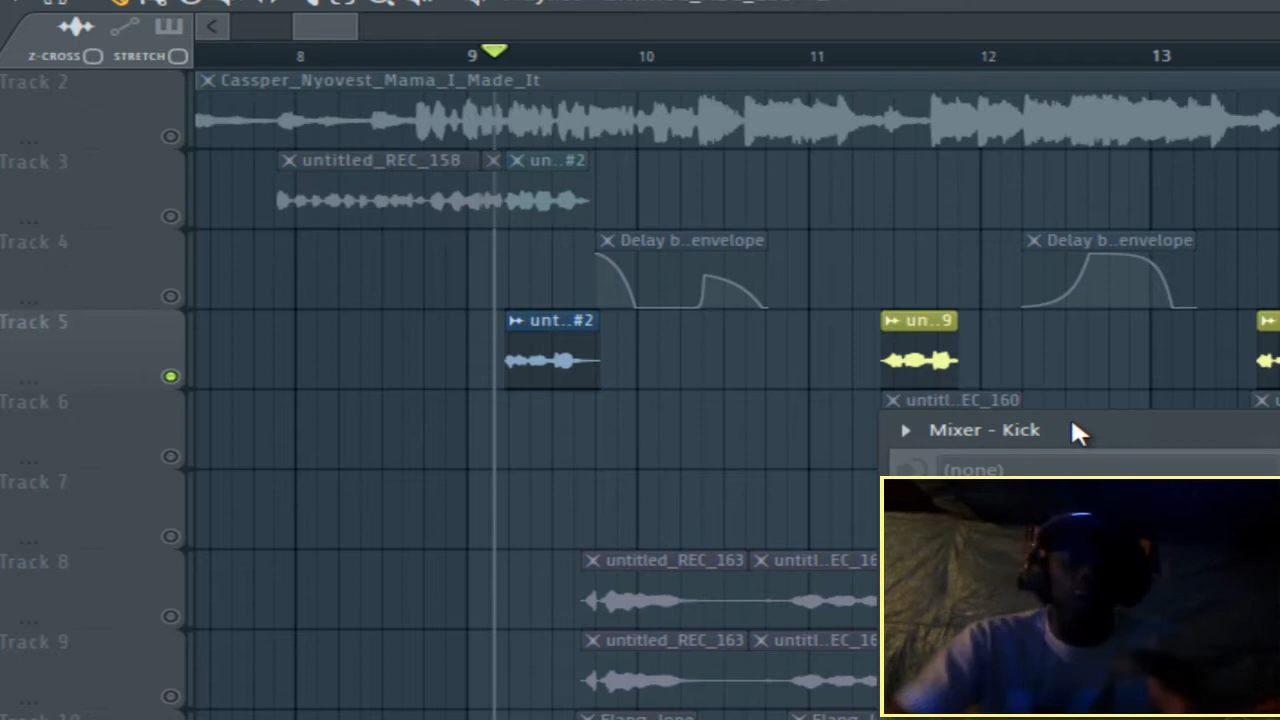 Z-CROSS STRETCH
8 9 10 11 12 13
Track 2
Cassper_Nyovest_Mama_I_Made_It
...
Track 3
untitled_REC_158 un..#2
...
Track 4
Delay b..envelope Delay b..envelope
...
Track 5
unt..#2 un..9
...
Track 6
untitl..EC_160
Mixer - Kick
(none)
...
Track 7
...
Track 8
untitled_REC_163 untitl..EC_16
...
Track 9
untitled_REC_163 untitl..EC_16
...